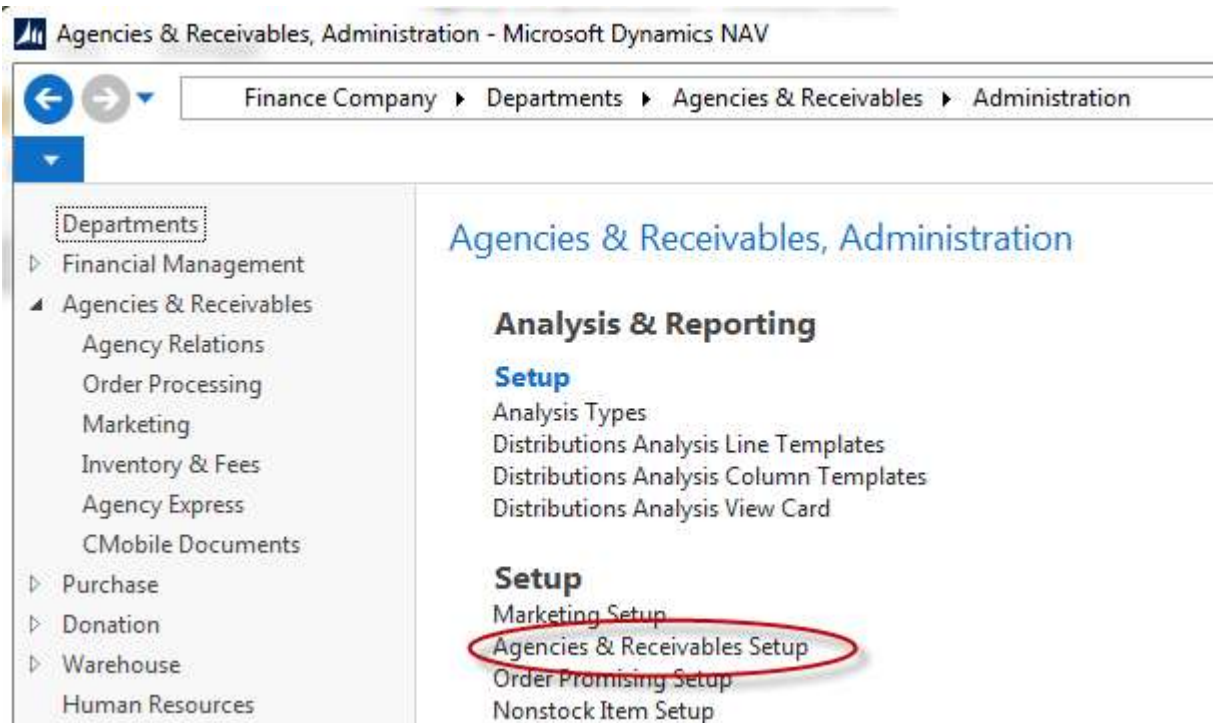 Agencies & Receivables, Administration - Microsoft Dynamics NAV
Finance Company ▸ Departments ▸ Agencies & Receivables ▸ Administration
Departments
Financial Management
Agencies & Receivables
Agency Relations
Order Processing
Marketing
Inventory & Fees
Agency Express
CMobile Documents
Purchase
Donation
Warehouse
Human Resources
Agencies & Receivables, Administration
Analysis & Reporting
Setup
Analysis Types
Distributions Analysis Line Templates
Distributions Analysis Column Templates
Distributions Analysis View Card
Setup
Marketing Setup
Agencies & Receivables Setup
Order Promising Setup
Nonstock Item Setup